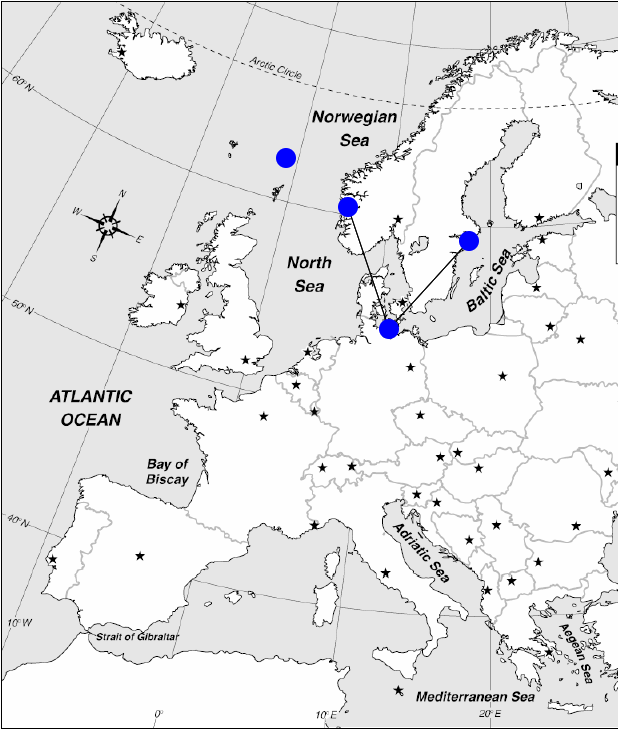 Arctic Circle
60°N
Norwegian
Sea
N
W
E
S
North
Sea
Baltic Sea
50°N
ATLANTIC
OCEAN
Bay of
Biscay
40°N
Adriatic Sea
10°W
Strait of Gibraltar
Aegean Sea
Mediterranean Sea
0°
10°E
20°E